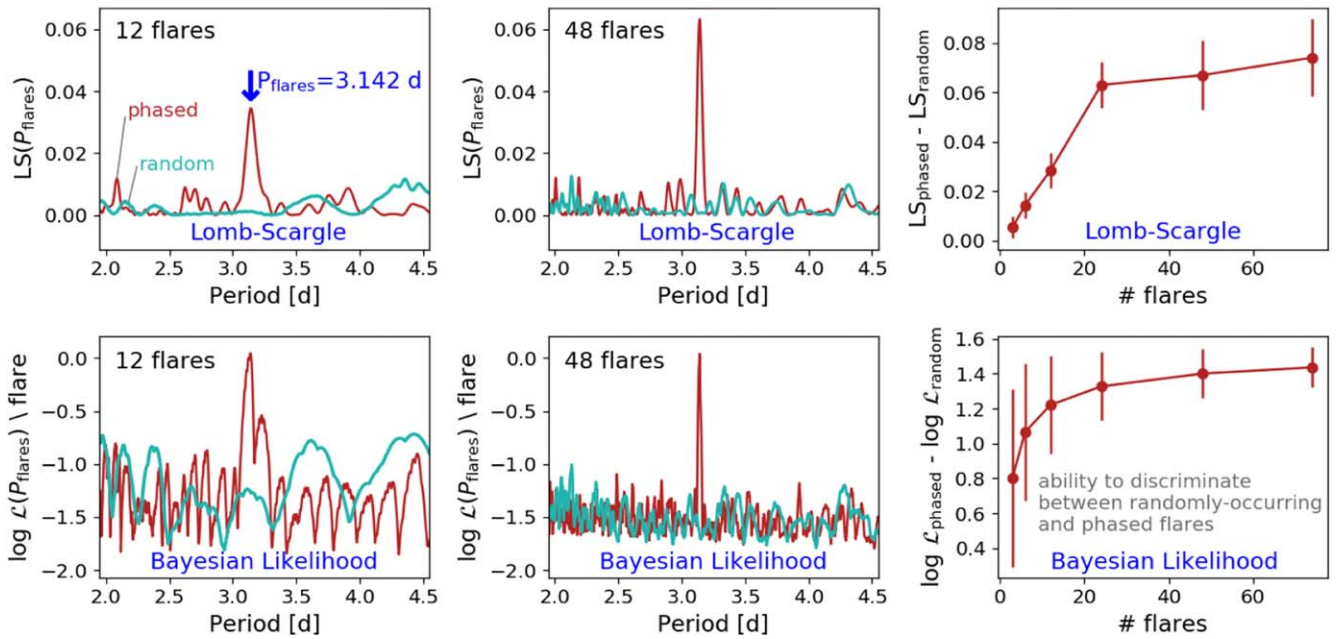 12 flares
P_flares=3.142 d
phased
random
Lomb-Scargle
LS(P_flares)
0.06
0.04
0.02
0.00
2.0 2.5 3.0 3.5 4.0 4.5
Period [d]
48 flares
Lomb-Scargle
LS(P_flares)
0.06
0.04
0.02
0.00
2.0 2.5 3.0 3.5 4.0 4.5
Period [d]
LS_phased - LS_random
0.08
0.06
0.04
0.02
0.00
Lomb-Scargle
0 20 40 60
# flares
12 flares
log ℒ(P_flares) \ flare
0.0
−0.5
−1.0
−1.5
−2.0
Bayesian Likelihood
2.0 2.5 3.0 3.5 4.0 4.5
Period [d]
48 flares
log ℒ(P_flares) \ flare
0.0
−0.5
−1.0
−1.5
−2.0
Bayesian Likelihood
2.0 2.5 3.0 3.5 4.0 4.5
Period [d]
log ℒ_phased - log ℒ_random
1.6
1.4
1.2
1.0
0.8
0.6
0.4
ability to discriminate
between randomly-occurring
and phased flares
Bayesian Likelihood
0 20 40 60
# flares